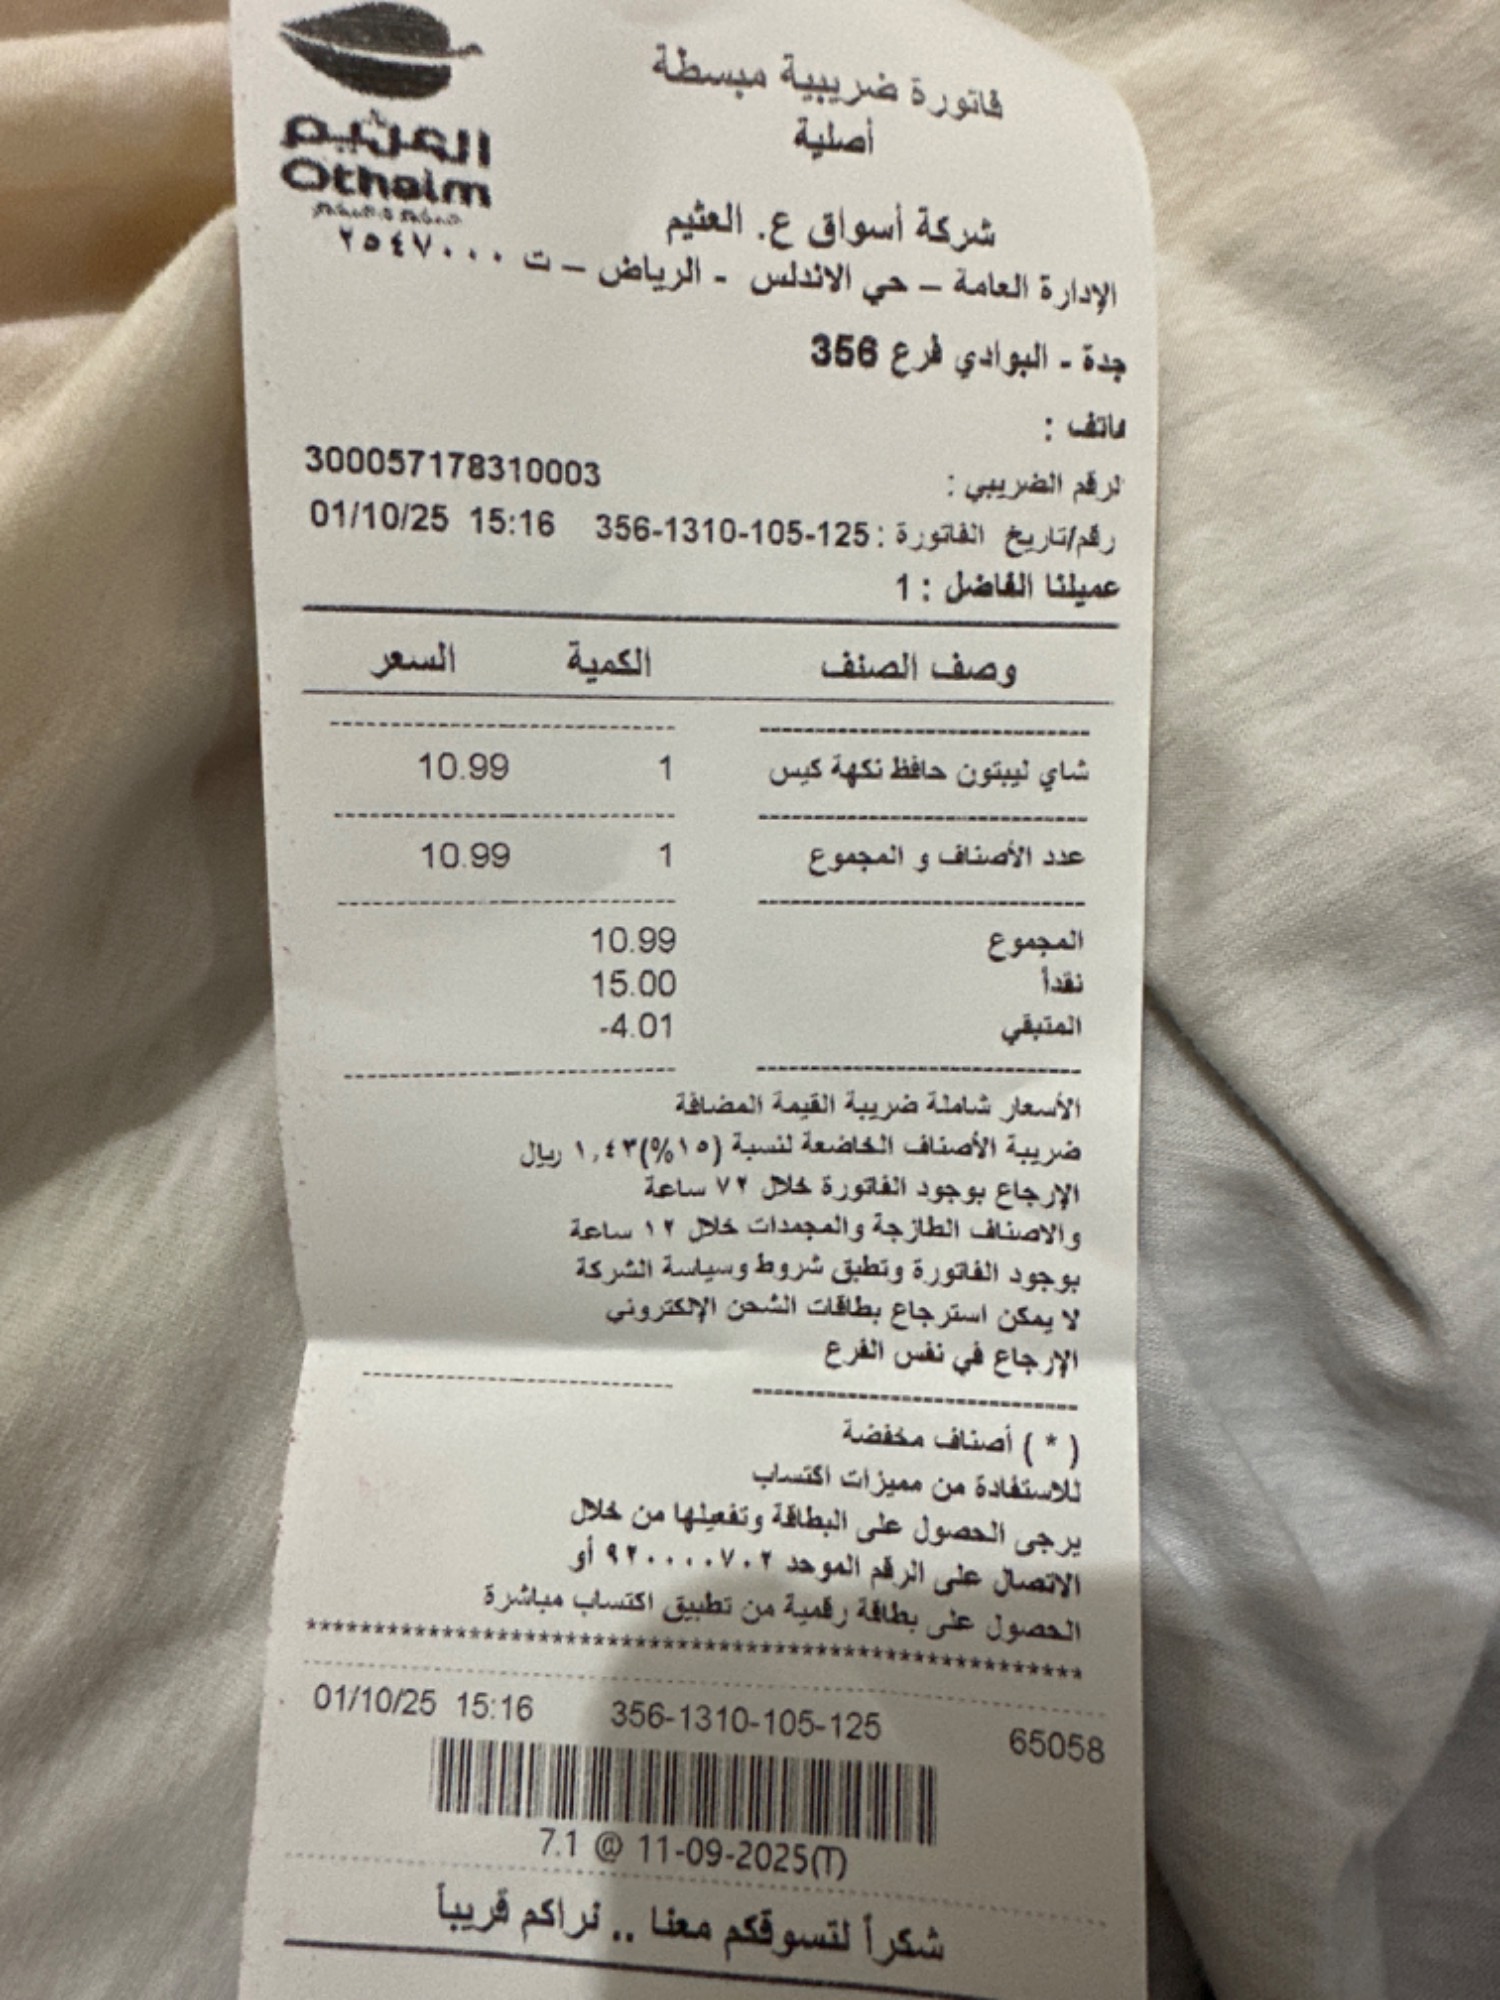 العثيم
Othaim
فاتورة ضريبية مبسطة
أصلية
شركة أسواق ع. العثيم
الإدارة العامة – حي الاندلس - الرياض – ت ٢٥٤٧٠٠٠
جدة - البوادي فرع 356
هاتف :
لرقم الضريبي : 300057178310003
رقم/تاريخ الفاتورة : 356-1310-105-125 01/10/25 15:16
عميلنا الفاضل : 1
وصف الصنف الكمية السعر
شاي ليبتون حافظ نكهة كيس 1 10.99
عدد الأصناف و المجموع 1 10.99
المجموع 10.99
نقداً 15.00
المتبقي -4.01
الأسعار شاملة ضريبة القيمة المضافة
ضريبة الأصناف الخاضعة لنسبة (١٥%)١,٤٣ ريال
الإرجاع بوجود الفاتورة خلال ٧٢ ساعة
والاصناف الطازجة والمجمدات خلال ١٢ ساعة
بوجود الفاتورة وتطبق شروط وسياسة الشركة
لا يمكن استرجاع بطاقات الشحن الإلكتروني
الإرجاع في نفس الفرع
( * ) أصناف مخفضة
للاستفادة من مميزات اكتساب
يرجى الحصول على البطاقة وتفعيلها من خلال
الاتصال على الرقم الموحد ٩٢٠٠٠٠٧٠٢ أو
الحصول على بطاقة رقمية من تطبيق اكتساب مباشرة
01/10/25 15:16 356-1310-105-125 65058
7.1 @ 11-09-2025(T)
شكراً لتسوقكم معنا .. نراكم قريباً